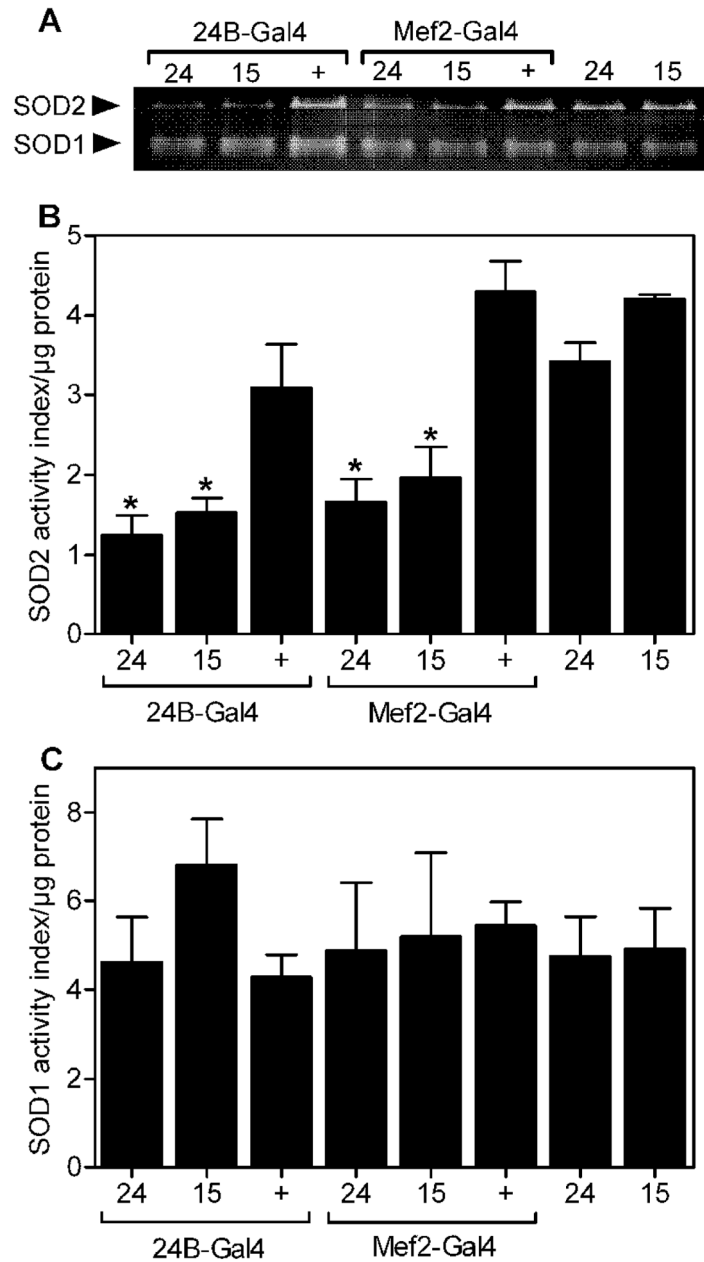 A
24B-Gal4 Mef2-Gal4
24 15 + 24 15 + 24 15
SOD2
SOD1
B
SOD2 activity index/µg protein
5
4
3
2
1
0
* * * *
24 15 + 24 15 + 24 15
24B-Gal4 Mef2-Gal4
C
SOD1 activity index/µg protein
8
6
4
2
0
24 15 + 24 15 + 24 15
24B-Gal4 Mef2-Gal4